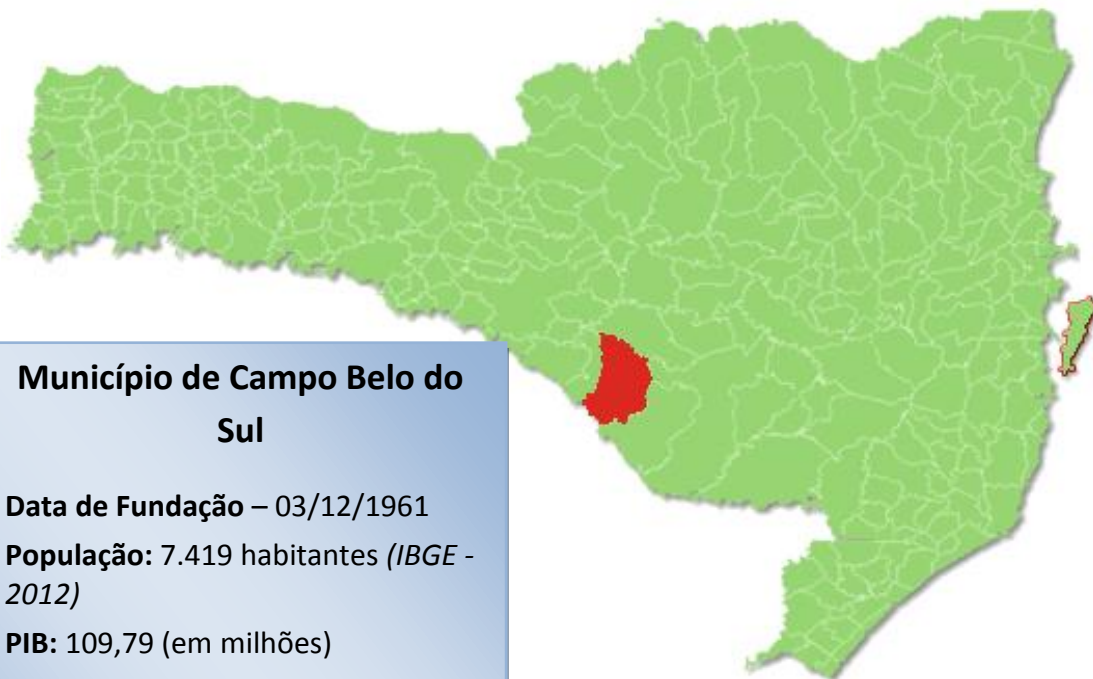 Município de Campo Belo do
Sul
Data de Fundação – 03/12/1961
População: 7.419 habitantes (IBGE -
2012)
PIB: 109,79 (em milhões)